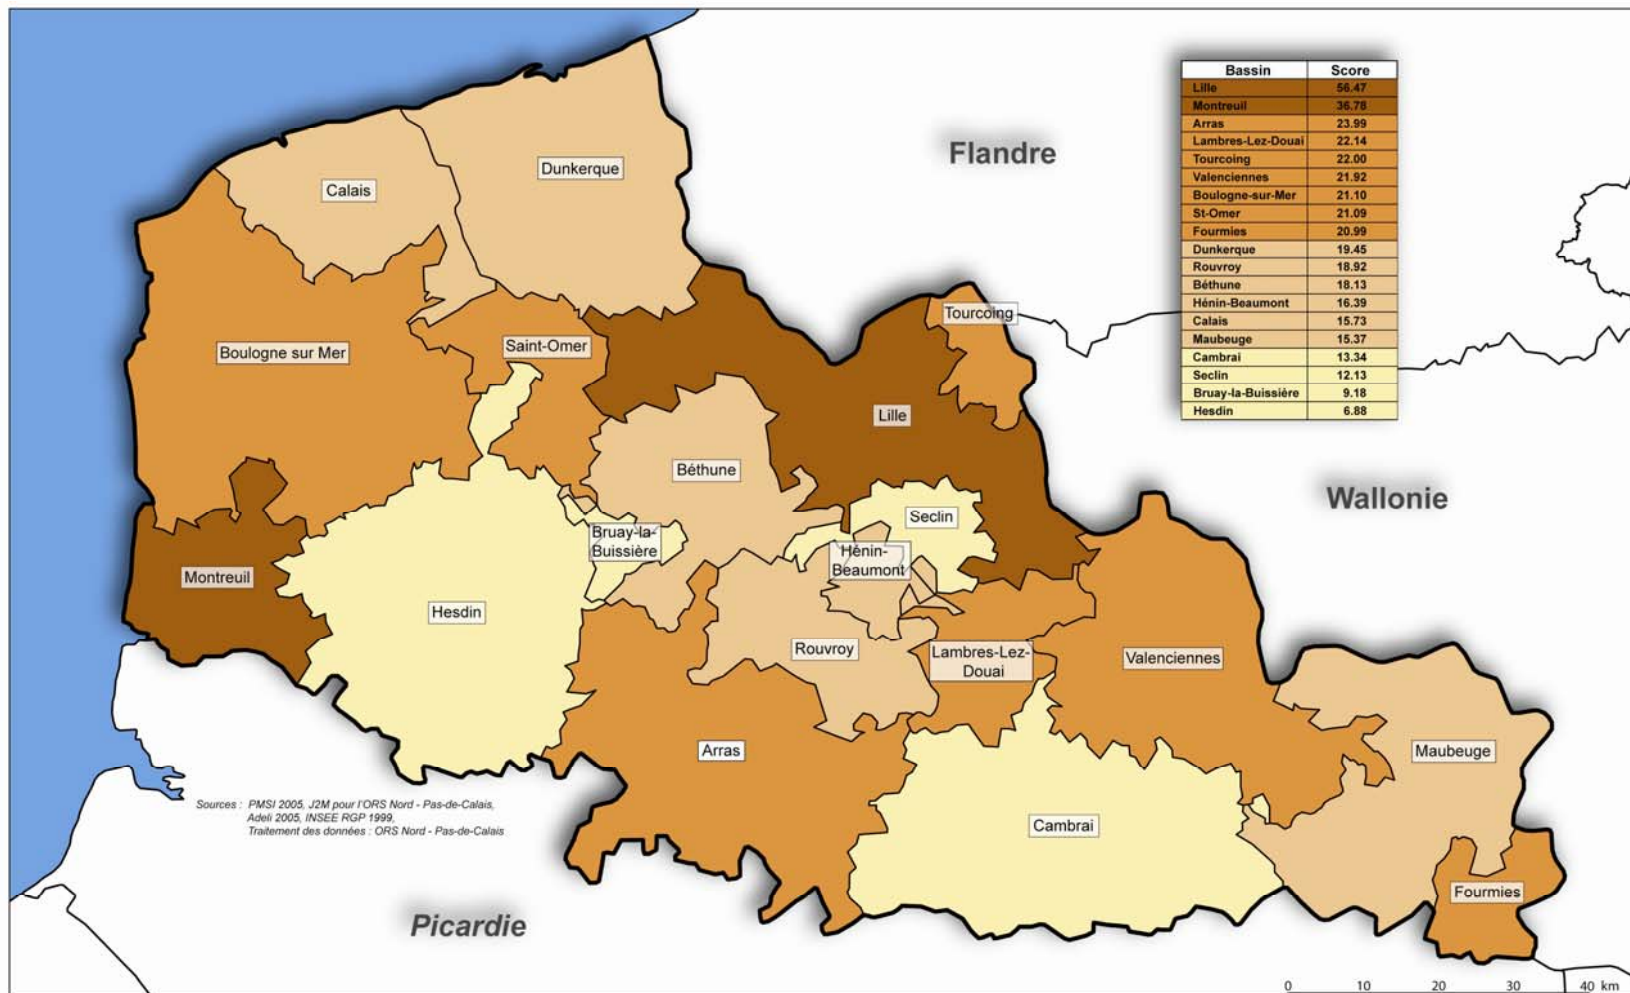 Bassin Score
Lille 56.47
Montreuil 36.78
Arras 23.99
Lambres-Lez-Douai 22.14
Tourcoing 22.00
Valenciennes 21.92
Boulogne-sur-Mer 21.10
St-Omer 21.09
Fourmies 20.99
Dunkerque 19.45
Rouvroy 18.92
Béthune 18.13
Hénin-Beaumont 16.39
Calais 15.73
Maubeuge 15.37
Cambrai 13.34
Seclin 12.13
Bruay-la-Buissière 9.18
Hesdin 6.88
Flandre
Dunkerque
Calais
Tourcoing
Saint-Omer
Boulogne sur Mer
Lille
Béthune
Wallonie
Seclin
Bruay-la-
Buissière
Hénin-
Beaumont
Montreuil
Hesdin
Rouvroy
Lambres-Lez-
Douai
Valenciennes
Arras
Maubeuge
Sources : PMSI 2005, J2M pour l'ORS Nord - Pas-de-Calais,
Adeli 2005, INSEE RGP 1999,
Traitement des données : ORS Nord - Pas-de-Calais
Cambrai
Fourmies
Picardie
0 10 20 30 40 km